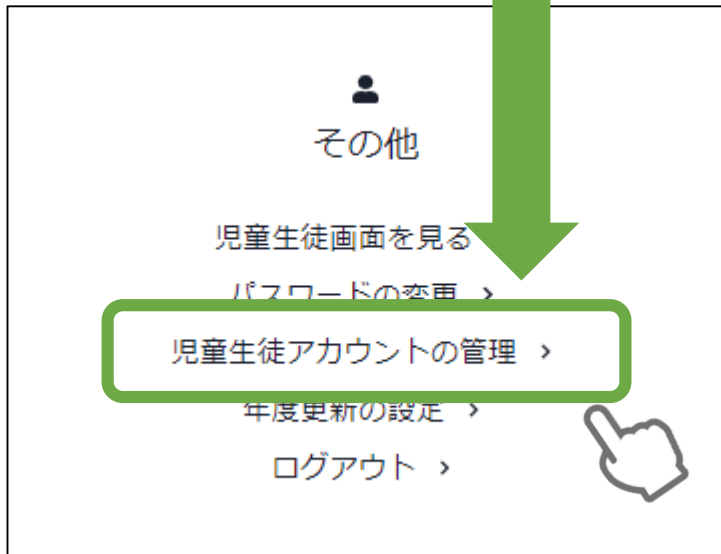 その他
児童生徒画面を見る
パスワードの変更 ›
児童生徒アカウントの管理 ›
年度更新の設定 ›
ログアウト ›